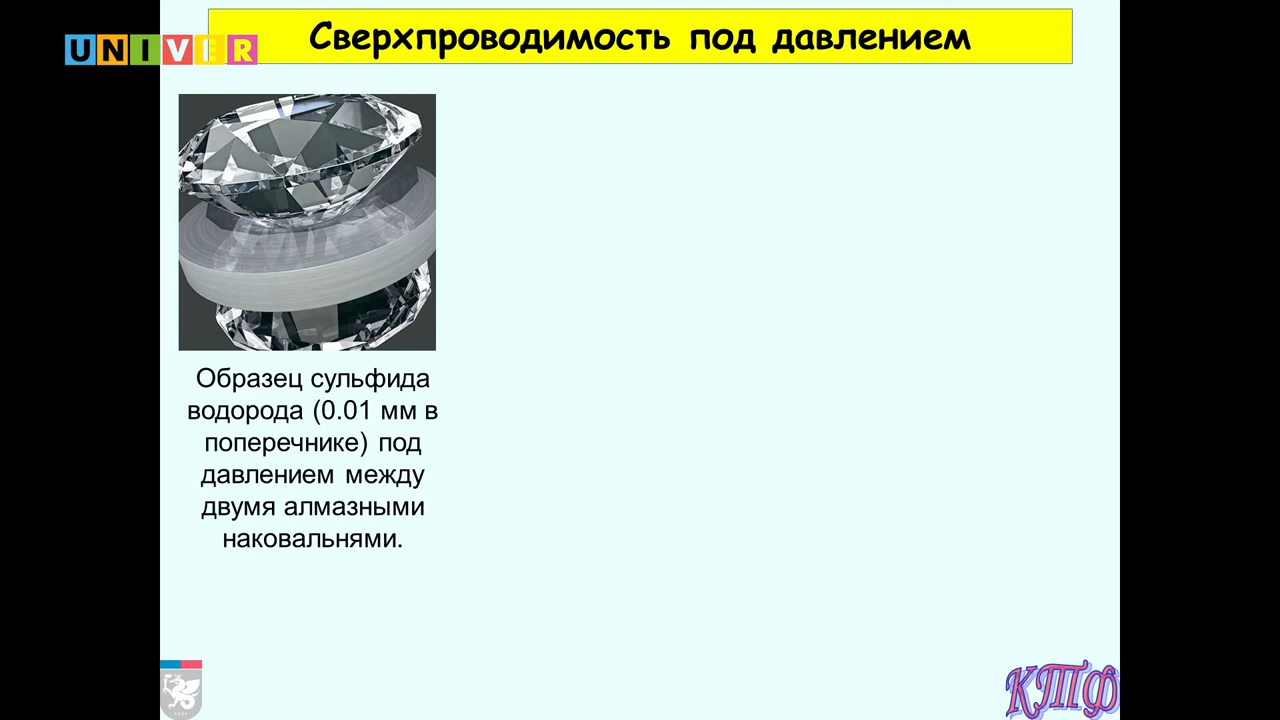 UNIVER
Сверхпроводимость под давлением
Образец сульфида
водорода (0.01 мм в
поперечнике) под
давлением между
двумя алмазными
наковальнями.
КТФ